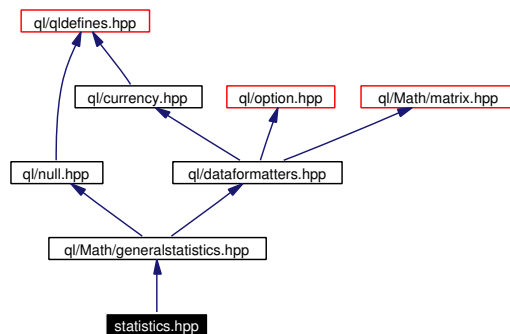 ql/qldefines.hpp
ql/currency.hpp
ql/option.hpp
ql/Math/matrix.hpp
ql/null.hpp
ql/dataformatters.hpp
ql/Math/generalstatistics.hpp
statistics.hpp